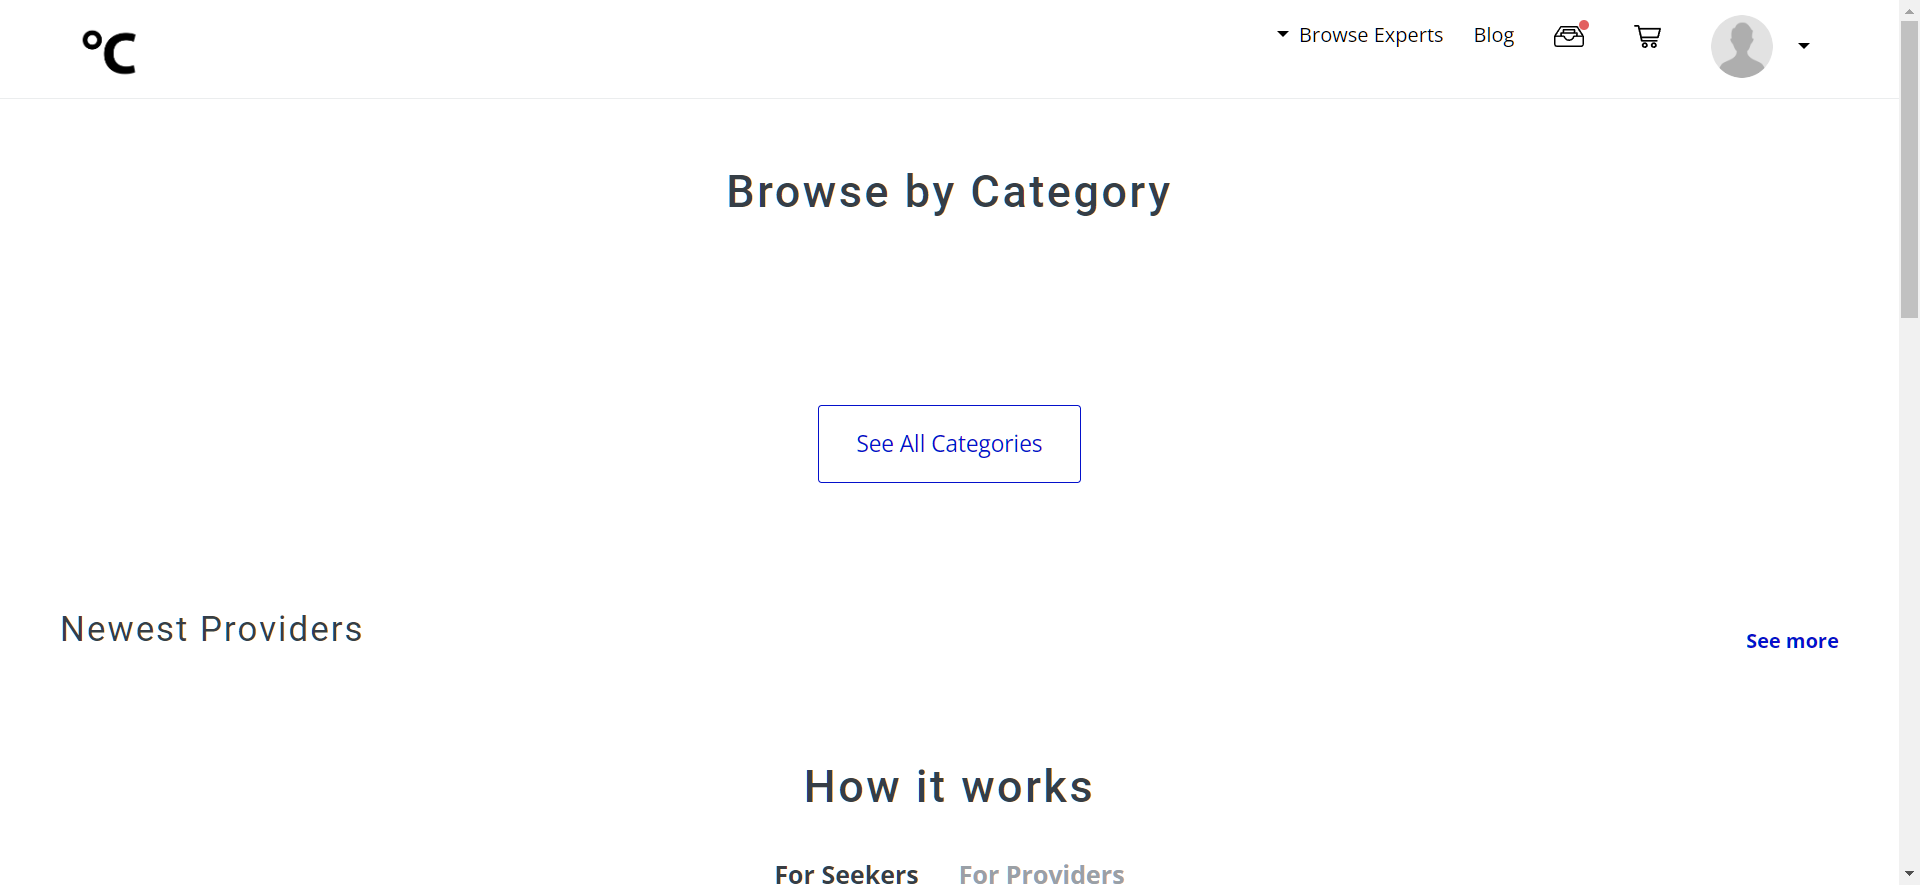 °C
Browse Experts
Blog
Browse by Category
See All Categories
Newest Providers
See more
How it works
For Seekers
For Providers